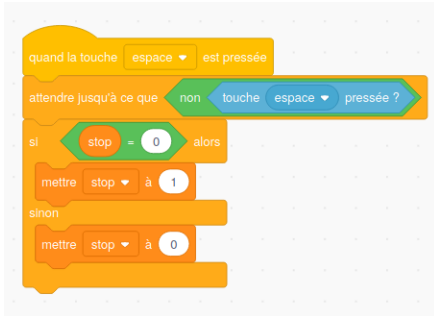 quand la touche espace est pressée
attendre jusqu'à ce que non touche espace pressée ?
si stop = 0 alors
mettre stop à 1
sinon
mettre stop à 0